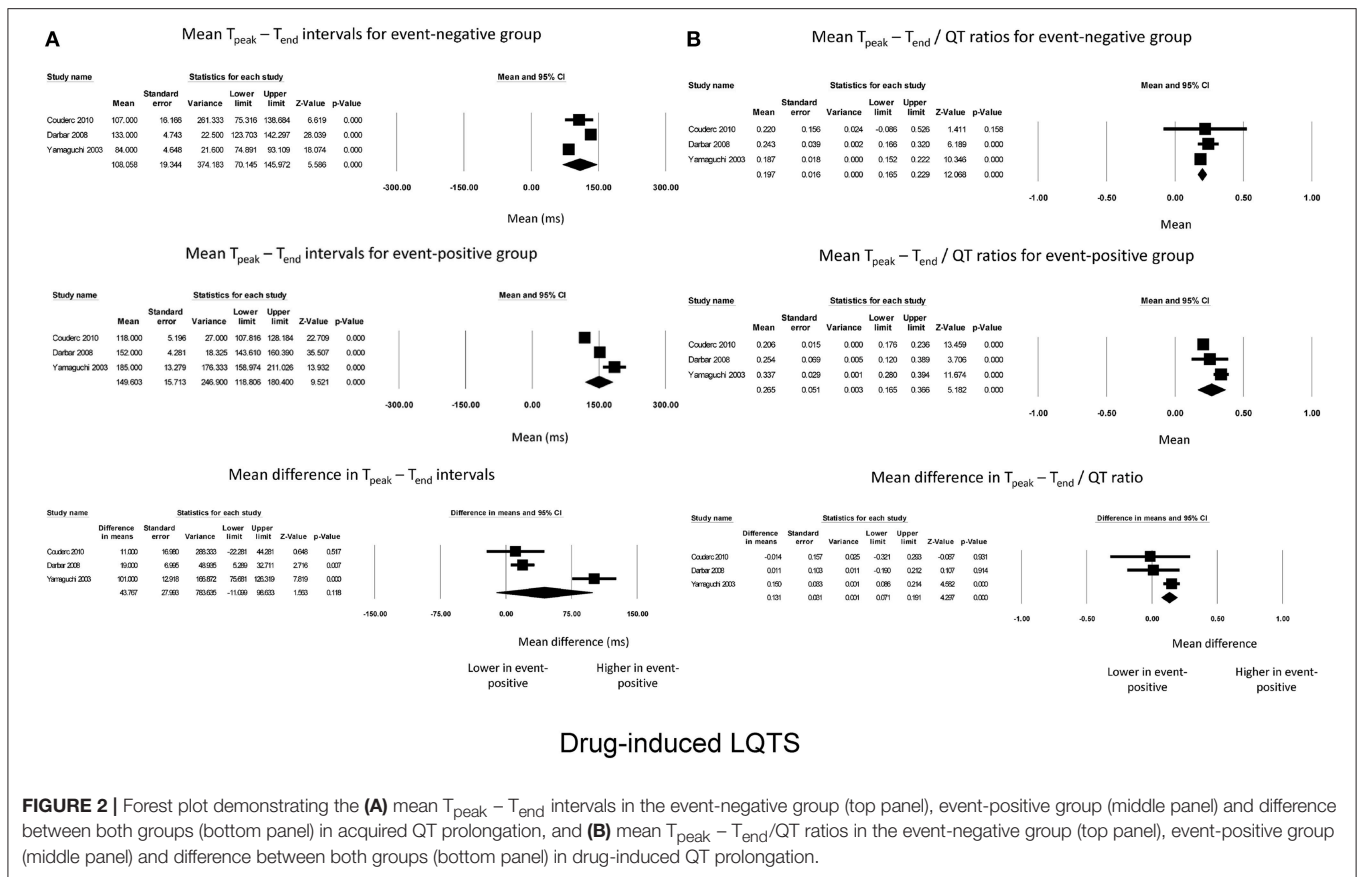 A
Mean Tpeak – Tend intervals for event-negative group
Study name Statistics for each study Mean and 95% CI
Mean Standard error Variance Lower limit Upper limit Z-Value p-Value
Couderc 2010 107.000 16.166 261.333 75.316 138.684 6.619 0.000
Darbar 2008 133.000 4.743 22.500 123.703 142.297 28.039 0.000
Yamaguchi 2003 84.000 4.648 21.600 74.891 93.109 18.074 0.000
108.058 19.344 374.183 70.145 145.972 5.586 0.000
-300.00 -150.00 0.00 150.00 300.00
Mean (ms)
Mean Tpeak – Tend intervals for event-positive group
Study name Statistics for each study Mean and 95% CI
Mean Standard error Variance Lower limit Upper limit Z-Value p-Value
Couderc 2010 118.000 5.196 27.000 107.816 128.184 22.709 0.000
Darbar 2008 152.000 4.281 18.325 143.610 160.390 35.507 0.000
Yamaguchi 2003 185.000 13.279 176.333 158.974 211.026 13.932 0.000
149.603 15.713 246.900 118.806 180.400 9.521 0.000
-300.00 -150.00 0.00 150.00 300.00
Mean (ms)
Mean difference in Tpeak – Tend intervals
Study name Statistics for each study Difference in means and 95% CI
Difference in means Standard error Variance Lower limit Upper limit Z-Value p-Value
Couderc 2010 11.000 16.980 288.333 -22.281 44.281 0.648 0.517
Darbar 2008 19.000 6.995 48.935 5.289 32.711 2.716 0.007
Yamaguchi 2003 101.000 12.918 166.872 75.681 126.319 7.819 0.000
43.767 27.993 783.635 -11.099 98.633 1.563 0.118
-150.00 -75.00 0.00 75.00 150.00
Mean difference (ms)
Lower in event-positive Higher in event-positive
B
Mean Tpeak – Tend / QT ratios for event-negative group
Study name Statistics for each study Mean and 95% CI
Mean Standard error Variance Lower limit Upper limit Z-Value p-Value
Couderc 2010 0.220 0.156 0.024 -0.086 0.526 1.411 0.158
Darbar 2008 0.243 0.039 0.002 0.166 0.320 6.189 0.000
Yamaguchi 2003 0.187 0.018 0.000 0.152 0.222 10.346 0.000
0.197 0.016 0.000 0.165 0.229 12.068 0.000
-1.00 -0.50 0.00 0.50 1.00
Mean
Mean Tpeak – Tend / QT ratios for event-positive group
Study name Statistics for each study Mean and 95% CI
Mean Standard error Variance Lower limit Upper limit Z-Value p-Value
Couderc 2010 0.206 0.015 0.000 0.176 0.236 13.459 0.000
Darbar 2008 0.254 0.069 0.005 0.120 0.389 3.706 0.000
Yamaguchi 2003 0.337 0.029 0.001 0.280 0.394 11.674 0.000
0.265 0.051 0.003 0.165 0.366 5.182 0.000
-1.00 -0.50 0.00 0.50 1.00
Mean
Mean difference in Tpeak – Tend / QT ratio
Study name Statistics for each study Difference in means and 95% CI
Difference in means Standard error Variance Lower limit Upper limit Z-Value p-Value
Couderc 2010 -0.014 0.157 0.025 -0.321 0.293 -0.087 0.931
Darbar 2008 0.011 0.103 0.011 -0.190 0.212 0.107 0.914
Yamaguchi 2003 0.150 0.033 0.001 0.086 0.214 4.582 0.000
0.131 0.031 0.001 0.071 0.191 4.297 0.000
-1.00 -0.50 0.00 0.50 1.00
Mean difference
Lower in event-positive Higher in event-positive
Drug-induced LQTS
FIGURE 2 | Forest plot demonstrating the (A) mean Tpeak – Tend intervals in the event-negative group (top panel), event-positive group (middle panel) and difference
between both groups (bottom panel) in acquired QT prolongation, and (B) mean Tpeak – Tend/QT ratios in the event-negative group (top panel), event-positive group
(middle panel) and difference between both groups (bottom panel) in drug-induced QT prolongation.